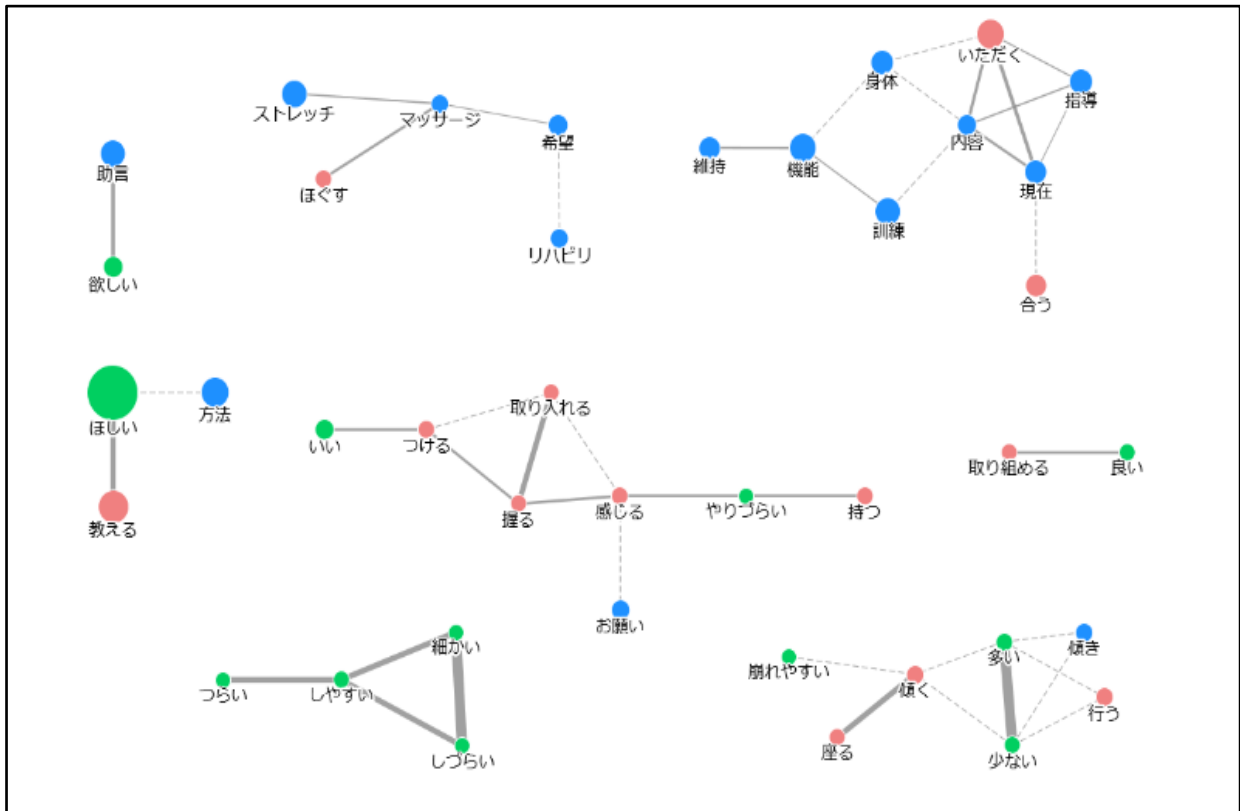 いただく
身体
指導
ストレッチ
マッサージ
希望
内容
維持
機能
現在
助言
ほぐす
訓練
リハビリ
欲しい
合う
ほしい
方法
取り入れる
いい
つける
取り組める
良い
教える
握る
感じる
やりづらい
持つ
お願い
細かい
多い
傾き
崩れやすい
つらい
しやすい
傾く
行う
座る
しづらい
少ない